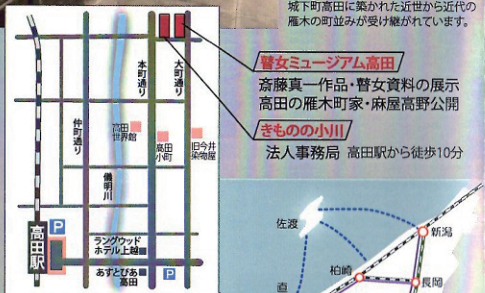 城下町高田に築かれた近世から近代の
雁木の町並みが受け継がれています。
瞽女ミュージアム高田
斎藤真一作品・瞽女資料の展示
高田の雁木町家・麻屋高野公開
きものの小川
法人事務局 高田駅から徒歩10分
本町通り
大町通り
仲町通り
高田
世界館
高田
小町
旧今井
染物屋
儀明川
P
高田駅
ラングウッド
ホテル上越
あすとぴあ
高田
P
佐渡
新潟
柏崎
長岡
直